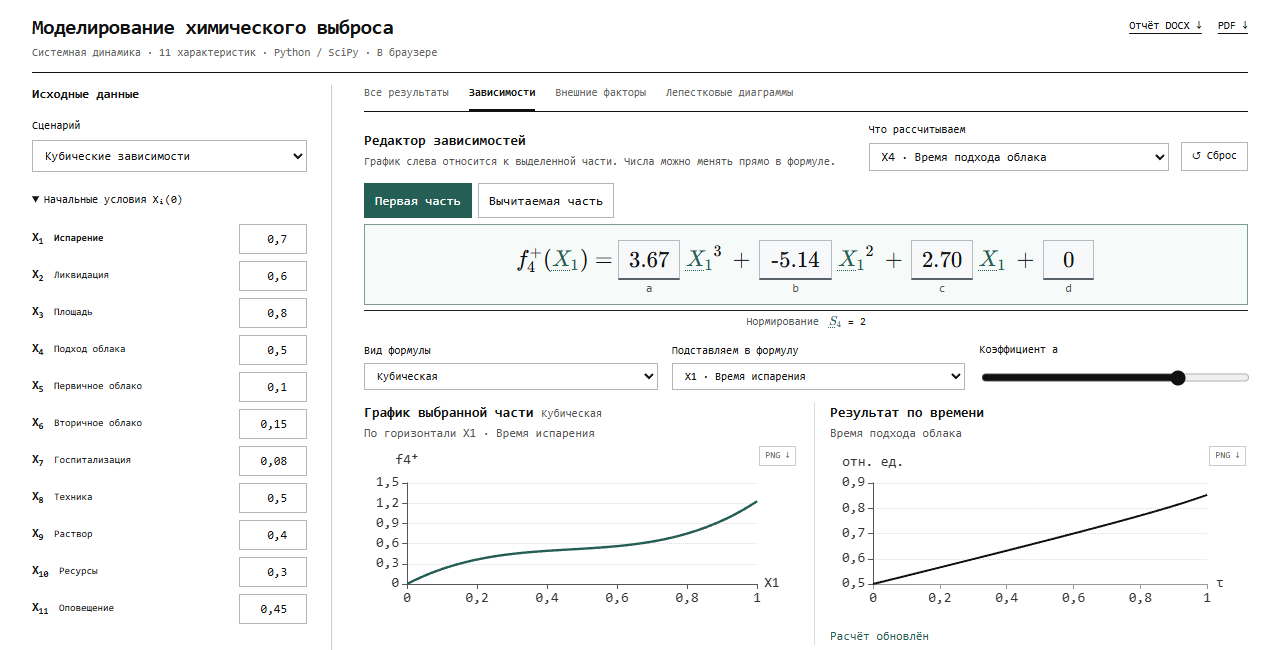 Моделирование химического выброса
Отчёт DOCX ↓ PDF ↓
Системная динамика · 11 характеристик · Python / SciPy · В браузере
Исходные данные
Сценарий
Кубические зависимости
▼ Начальные условия Xᵢ(0)
X₁ Испарение 0,7
X₂ Ликвидация 0,6
X₃ Площадь 0,8
X₄ Подход облака 0,5
X₅ Первичное облако 0,1
X₆ Вторичное облако 0,15
X₇ Госпитализация 0,08
X₈ Техника 0,5
X₉ Раствор 0,4
X₁₀ Ресурсы 0,3
X₁₁ Оповещение 0,45
Все результаты Зависимости Внешние факторы Лепестковые диаграммы
Редактор зависимостей
График слева относится к выделенной части. Числа можно менять прямо в формуле.
Что рассчитываем
X4 · Время подхода облака
↺ Сброс
Первая часть Вычитаемая часть
f₄⁺(X₁) = 3.67 X₁³ + -5.14 X₁² + 2.70 X₁ + 0
a b c d
Нормирование S₄ = 2
Вид формулы
Кубическая
Подставляем в формулу
X1 · Время испарения
Коэффициент a
График выбранной части Кубическая
По горизонтали X1 · Время испарения
PNG ↓
f4⁺
1,5
1,2
0,9
0,6
0,3
0
0 0,2 0,4 0,6 0,8 1
X1
Результат по времени
Время подхода облака
PNG ↓
отн. ед.
0,9
0,8
0,7
0,6
0,5
0 0,2 0,4 0,6 0,8 1
τ
Расчёт обновлён